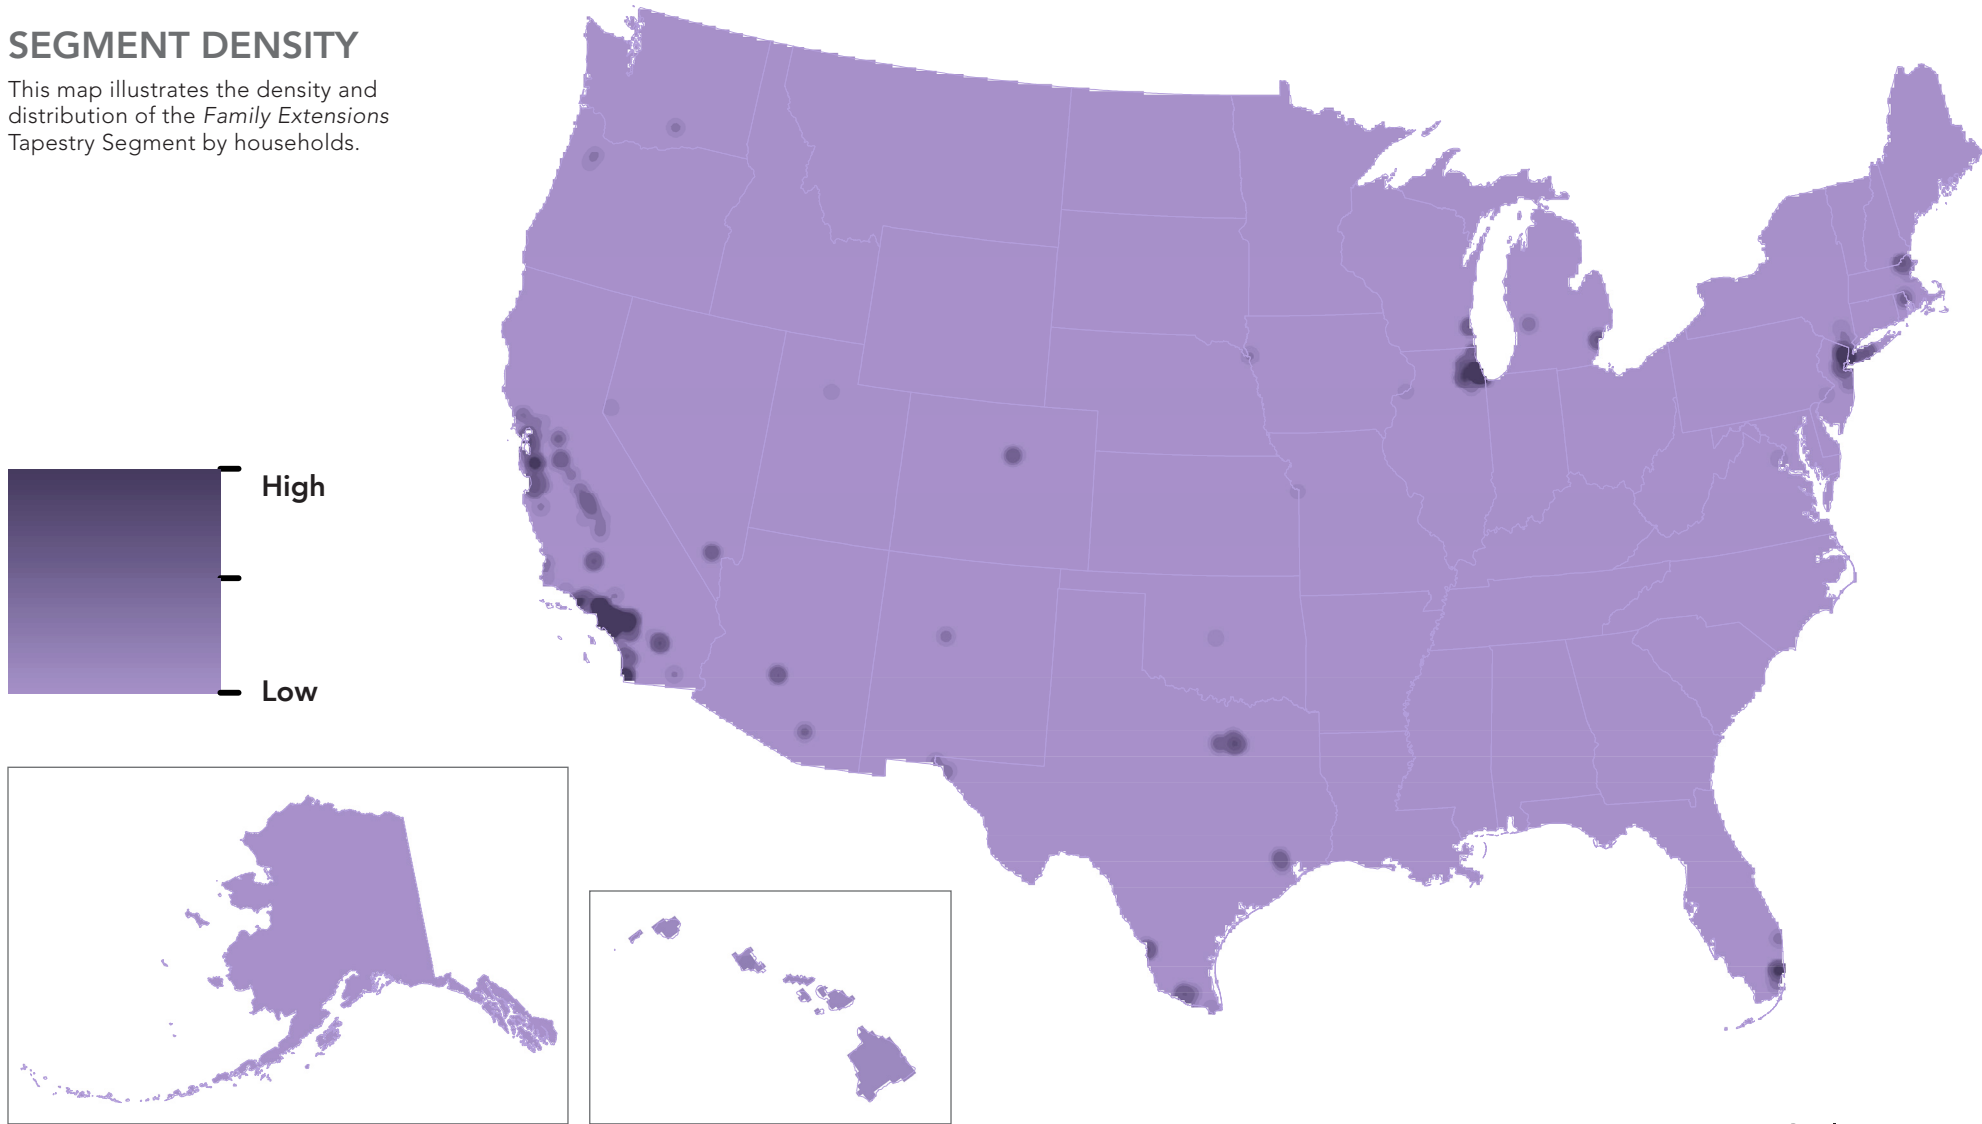 SEGMENT DENSITY
This map illustrates the density and
distribution of the Family Extensions
Tapestry Segment by households.
High
Low